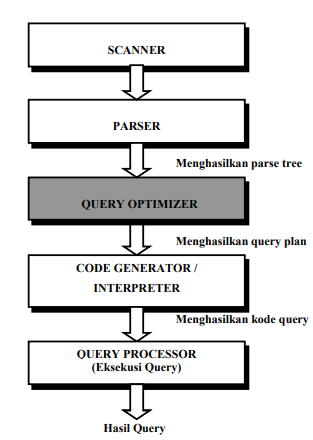 SCANNER
PARSER
Menghasilkan parse tree
QUERY OPTIMIZER
Menghasilkan query plan
CODE GENERATOR /
INTERPRETER
Menghasilkan kode query
QUERY PROCESSOR
(Eksekusi Query)
Hasil Query